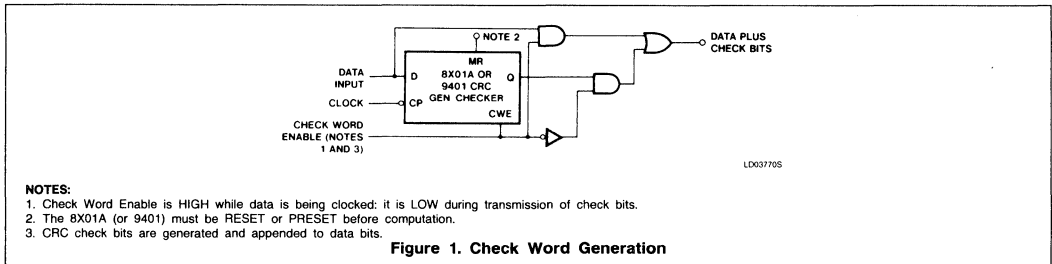 NOTE 2
DATA PLUS
CHECK BITS
MR
DATA
INPUT
D
8X01A OR
9401 CRC
GEN CHECKER
Q
CLOCK
CP
CWE
CHECK WORD
ENABLE (NOTES
1 AND 3)
LD03770S
NOTES:
1. Check Word Enable is HIGH while data is being clocked: it is LOW during transmission of check bits.
2. The 8X01A (or 9401) must be RESET or PRESET before computation.
3. CRC check bits are generated and appended to data bits.
Figure 1. Check Word Generation